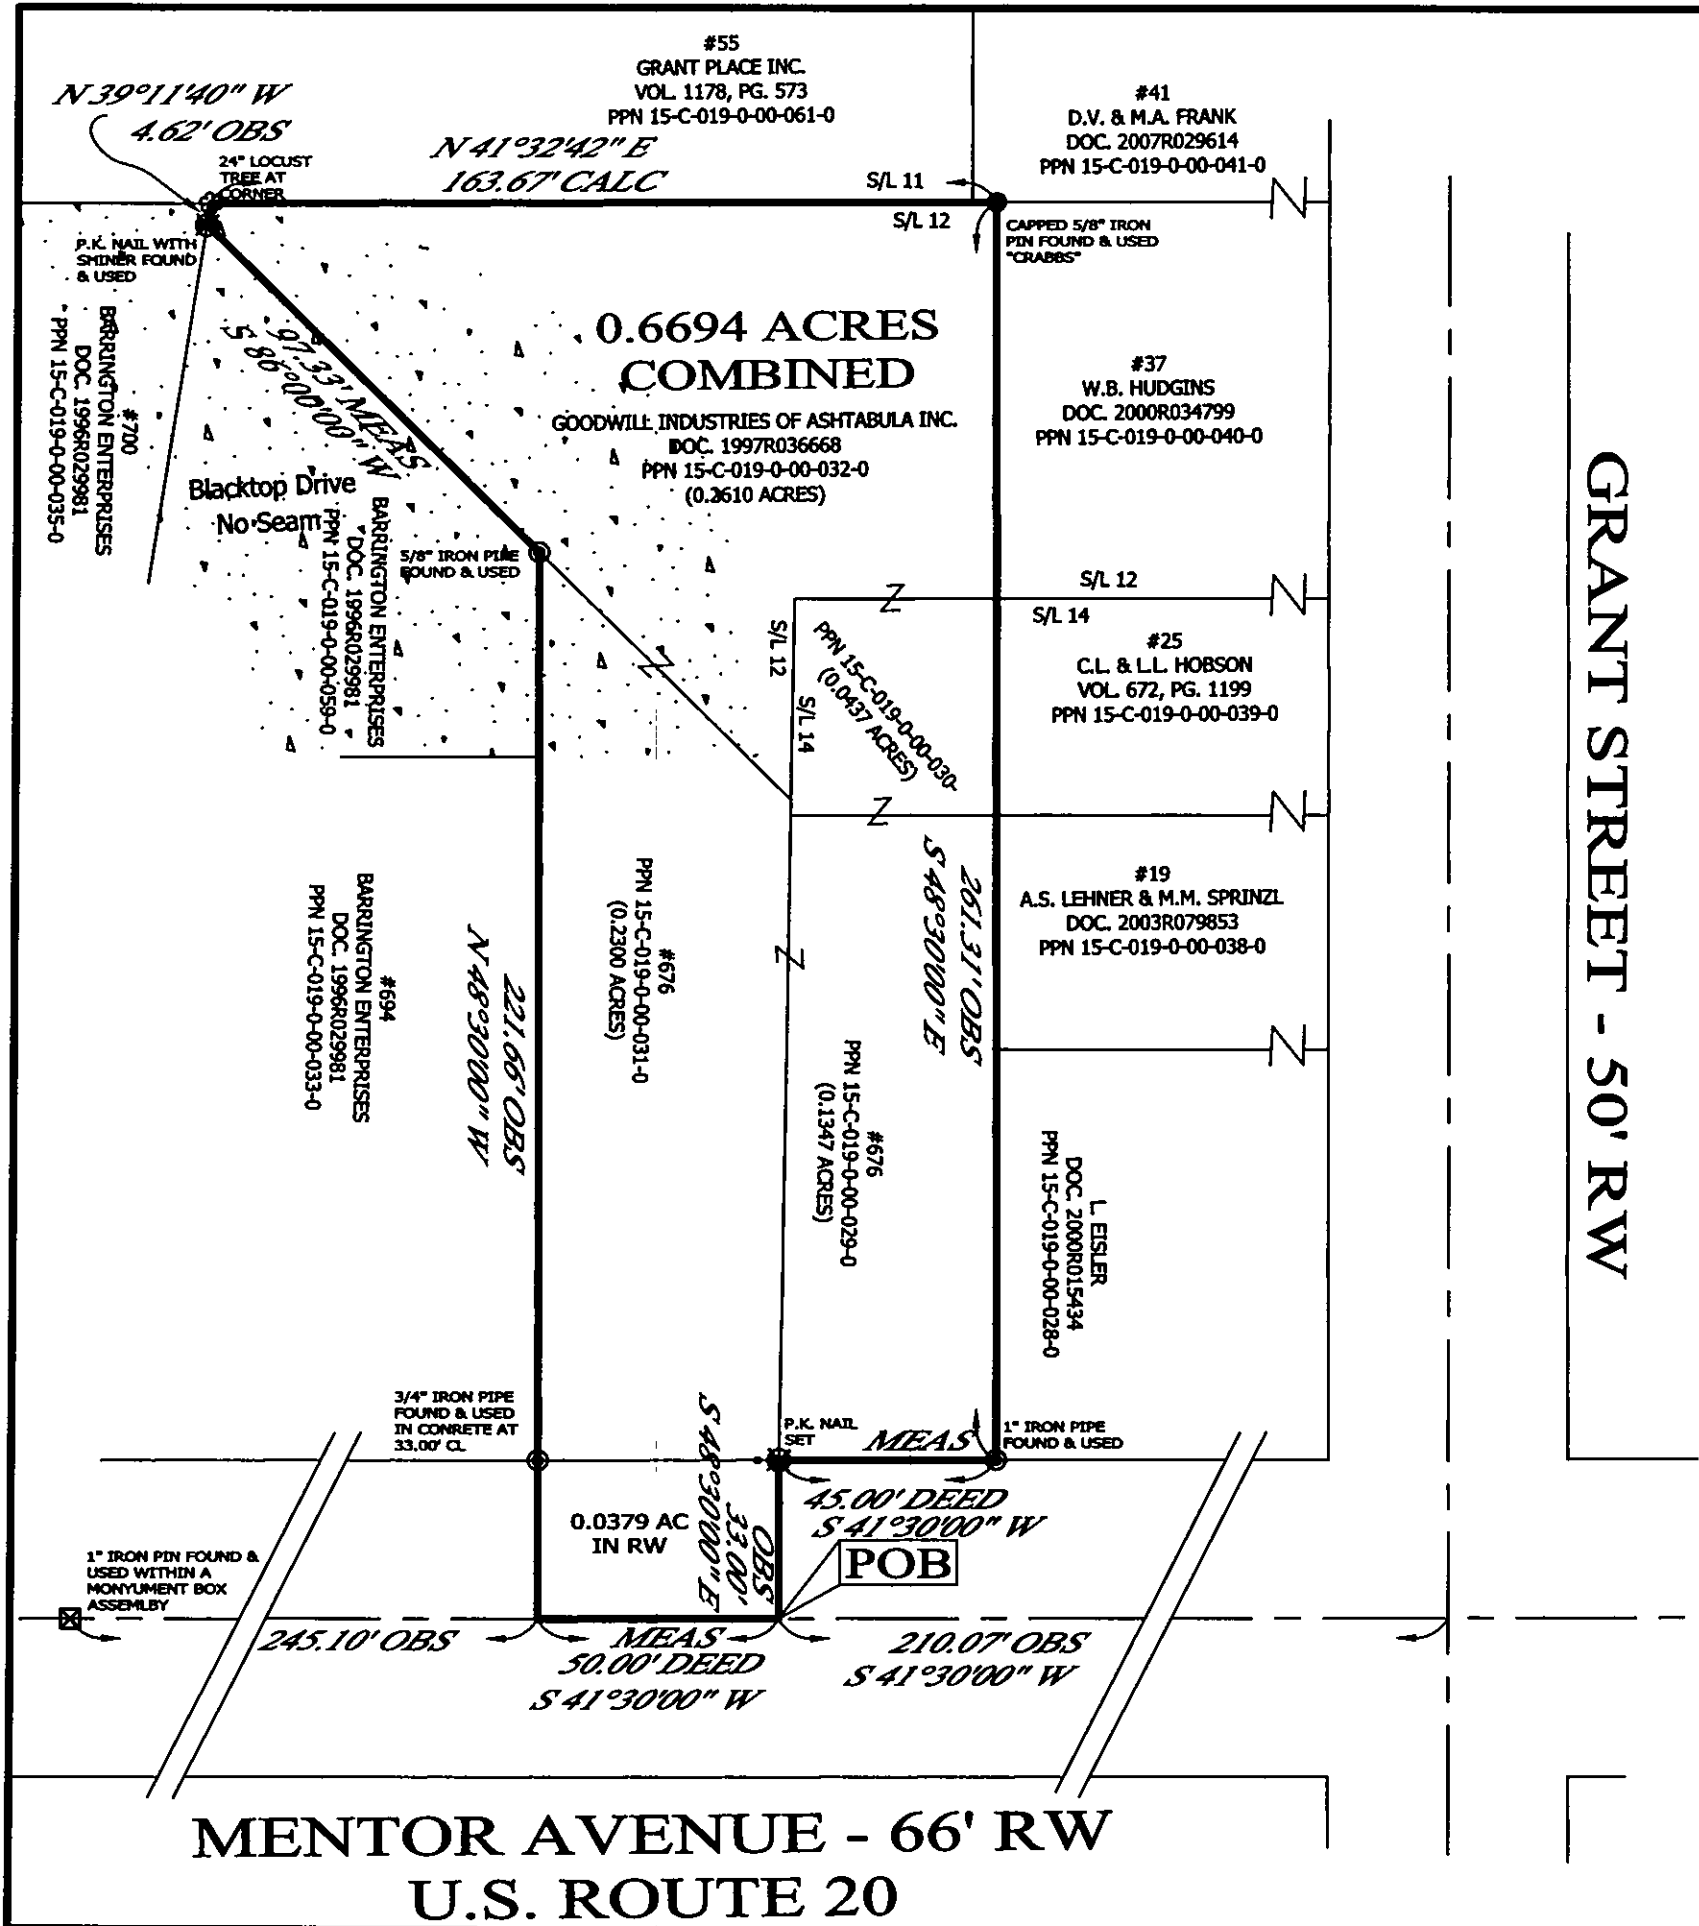 #55
GRANT PLACE INC.
VOL. 1178, PG. 573
PPN 15-C-019-0-00-061-0
#41
D.V. & M.A. FRANK
DOC. 2007R029614
PPN 15-C-019-0-00-041-0
N 39°11'40" W
4.62' OBS
24" LOCUST
TREE AT
CORNER
N 41°32'42" E
163.67' CALC
S/L 11
S/L 12
CAPPED 5/8" IRON
PIN FOUND & USED
"CRABBS"
P.K. NAIL WITH
SHINER FOUND
& USED
#700
BARRINGTON ENTERPRISES
DOC. 1996R029981
PPN 15-C-019-0-00-035-0
97.33' MEAS
S 86°00'00" W
0.6694 ACRES
COMBINED
GOODWILL INDUSTRIES OF ASHTABULA INC.
DOC. 1997R036668
PPN 15-C-019-0-00-032-0
(0.2610 ACRES)
#37
W.B. HUDGINS
DOC. 2000R034799
PPN 15-C-019-0-00-040-0
Blacktop Drive
No Seam
BARRINGTON ENTERPRISES
DOC. 1996R029981
PPN 15-C-019-0-00-059-0
5/8" IRON PIPE
FOUND & USED
S/L 12
S/L 14
S/L 12
S/L 14
PPN 15-C-019-0-00-030-
(0.0437 ACRES)
#25
C.L. & L.L. HOBSON
VOL. 672, PG. 1199
PPN 15-C-019-0-00-039-0
GRANT STREET - 50' RW
#19
A.S. LEHNER & M.M. SPRINZL
DOC. 2003R079853
PPN 15-C-019-0-00-038-0
261.31' OBS
S 48°30'00" E
#676
PPN 15-C-019-0-00-031-0
(0.2300 ACRES)
#694
BARRINGTON ENTERPRISES
DOC. 1996R029981
PPN 15-C-019-0-00-033-0
221.66' OBS
N 48°30'00" W
#676
PPN 15-C-019-0-00-029-0
(0.1347 ACRES)
L. EISLER
DOC. 2000R015434
PPN 15-C-019-0-00-028-0
3/4" IRON PIPE
FOUND & USED
IN CONRETE AT
33.00' CL
P.K. NAIL
SET
MEAS
45.00' DEED
S 41°30'00" W
1" IRON PIPE
FOUND & USED
OBS
33.00'
S 48°30'00" E
0.0379 AC
IN RW
POB
1" IRON PIN FOUND &
USED WITHIN A
MONYUMENT BOX
ASSEMLBY
245.10' OBS
MEAS
50.00' DEED
S 41°30'00" W
210.07' OBS
S 41°30'00" W
MENTOR AVENUE - 66' RW
U.S. ROUTE 20